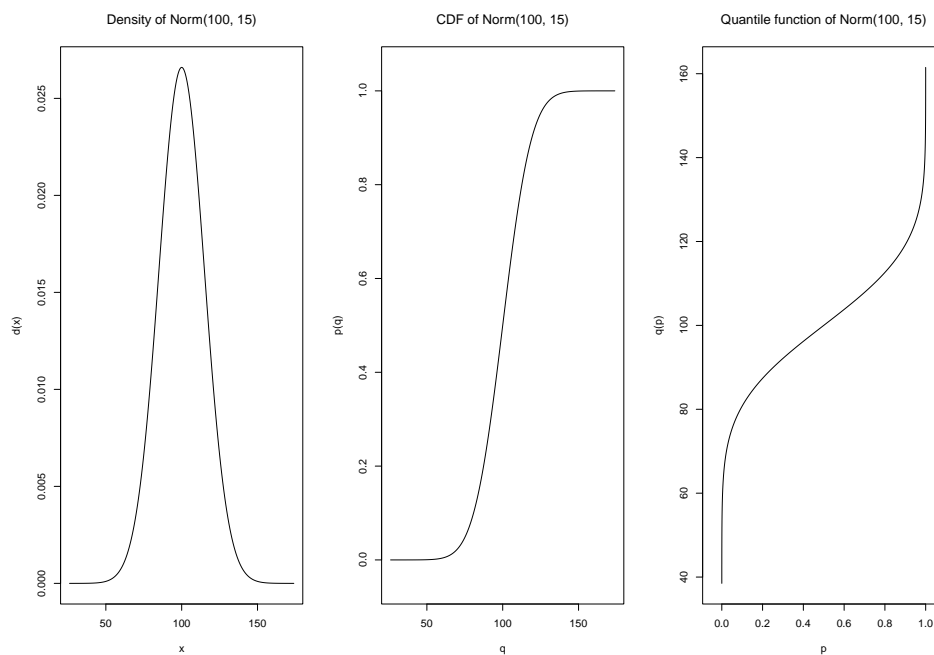 Density of Norm(100, 15)
0.000
0.005
0.010
0.015
0.020
0.025
d(x)
50 100 150
x
CDF of Norm(100, 15)
0.0
0.2
0.4
0.6
0.8
1.0
p(q)
50 100 150
q
Quantile function of Norm(100, 15)
40
60
80
100
120
140
160
q(p)
0.0 0.2 0.4 0.6 0.8 1.0
p